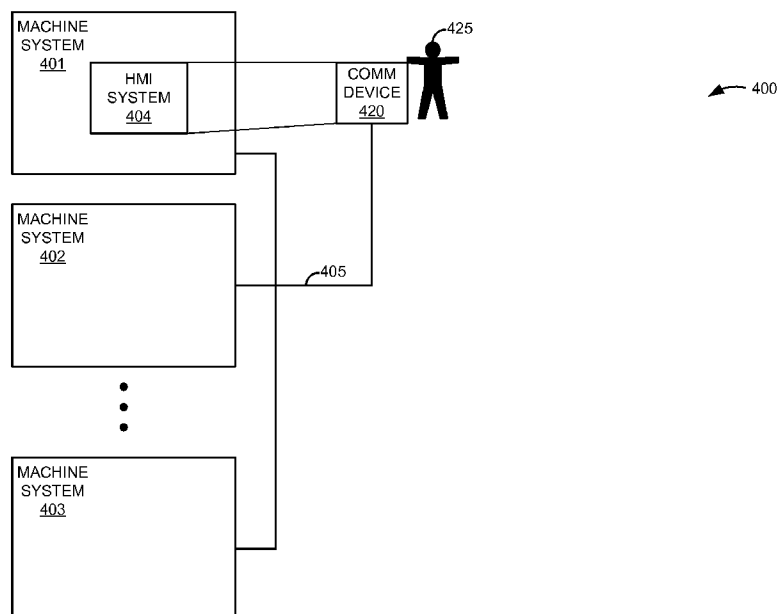 MACHINE
SYSTEM
401
HMI
SYSTEM
404
COMM
DEVICE
420
425
400
MACHINE
SYSTEM
402
405
MACHINE
SYSTEM
403